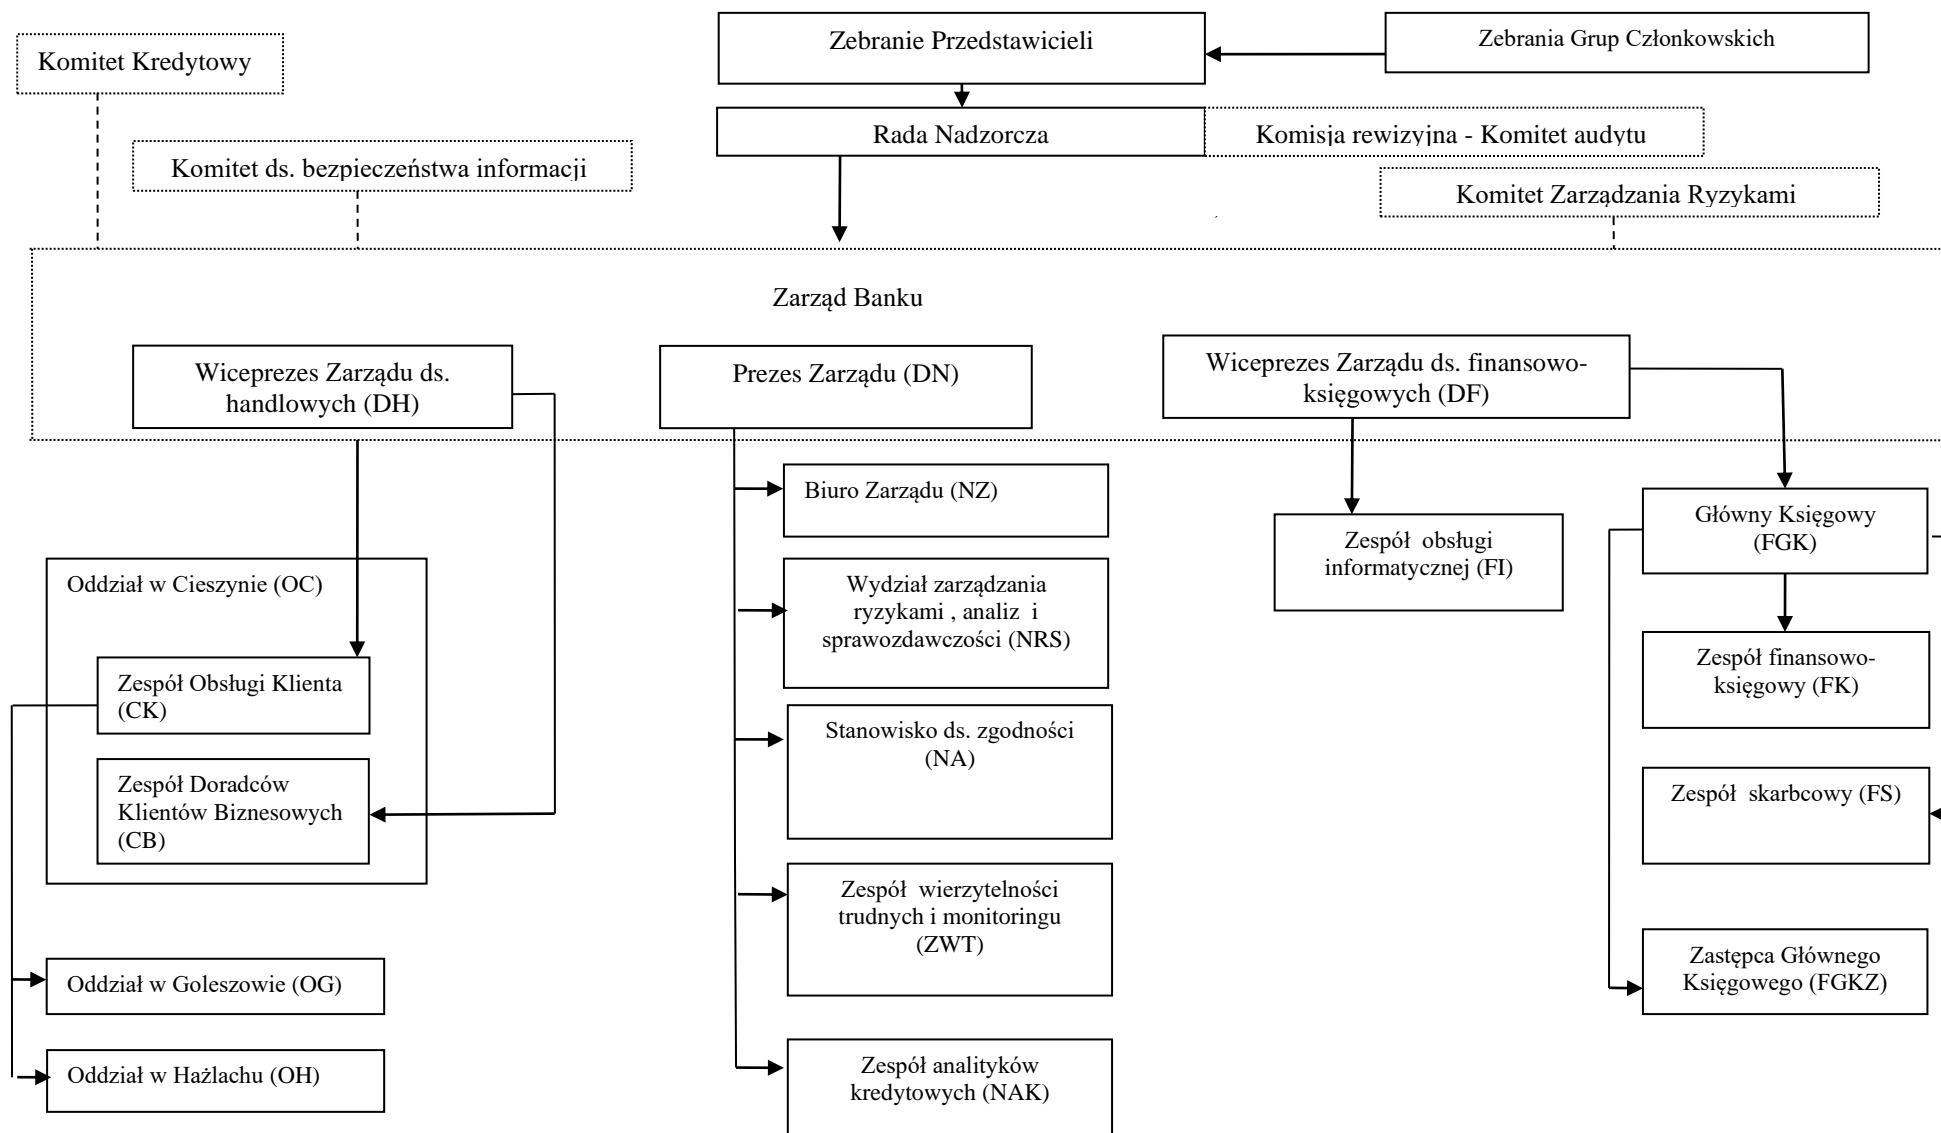 Zebranie Przedstawicieli
Zebrania Grup Członkowskich
Komitet Kredytowy
Rada Nadzorcza
Komisja rewizyjna - Komitet audytu
Komitet ds. bezpieczeństwa informacji
Komitet Zarządzania Ryzykami
Zarząd Banku
Wiceprezes Zarządu ds.
handlowych (DH)
Prezes Zarządu (DN)
Wiceprezes Zarządu ds. finansowo-
księgowych (DF)
Biuro Zarządu (NZ)
Wydział zarządzania
ryzykami , analiz i
sprawozdawczości (NRS)
Stanowisko ds. zgodności
(NA)
Zespół wierzytelności
trudnych i monitoringu
(ZWT)
Zespół analityków
kredytowych (NAK)
Zespół obsługi
informatycznej (FI)
Główny Księgowy
(FGK)
Zespół finansowo-
księgowy (FK)
Zespół skarbcowy (FS)
Zastępca Głównego
Księgowego (FGKZ)
Oddział w Cieszynie (OC)
Zespół Obsługi Klienta
(CK)
Zespół Doradców
Klientów Biznesowych
(CB)
Oddział w Goleszowie (OG)
Oddział w Hażlachu (OH)